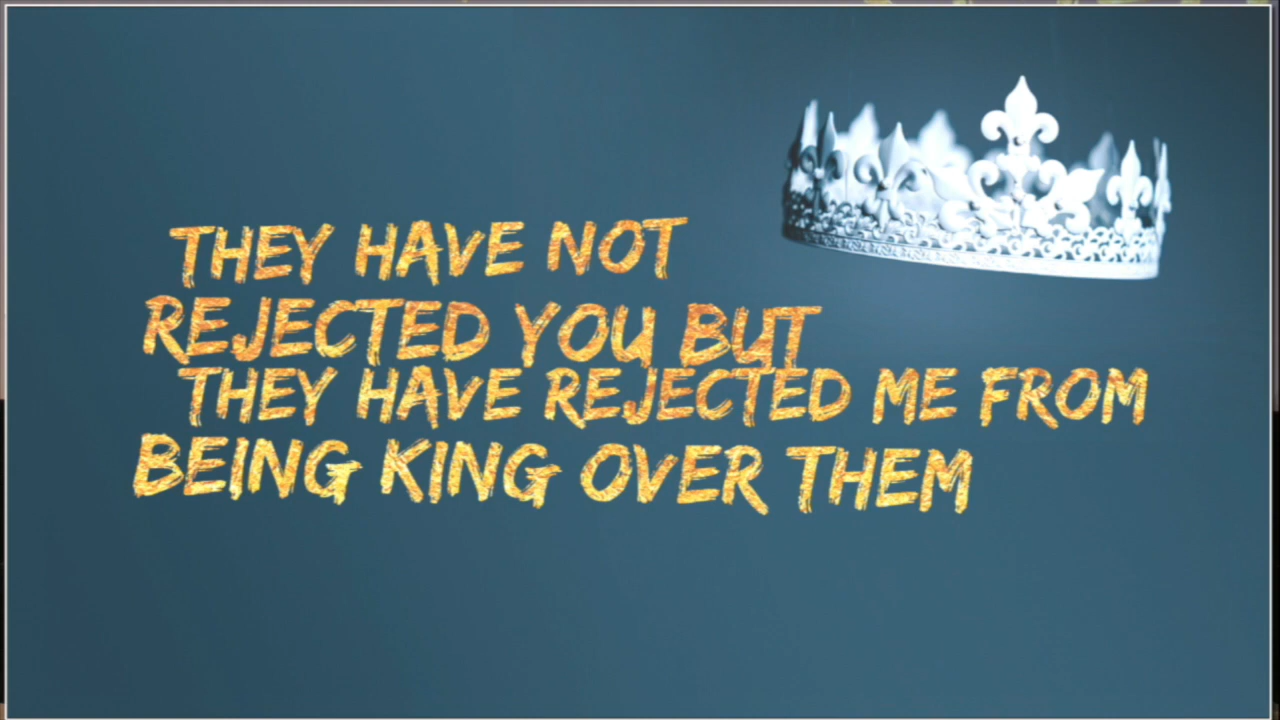 THEY HAVE NOT
REJECTED YOU BUT
THEY HAVE REJECTED ME FROM
BEING KING OVER THEM